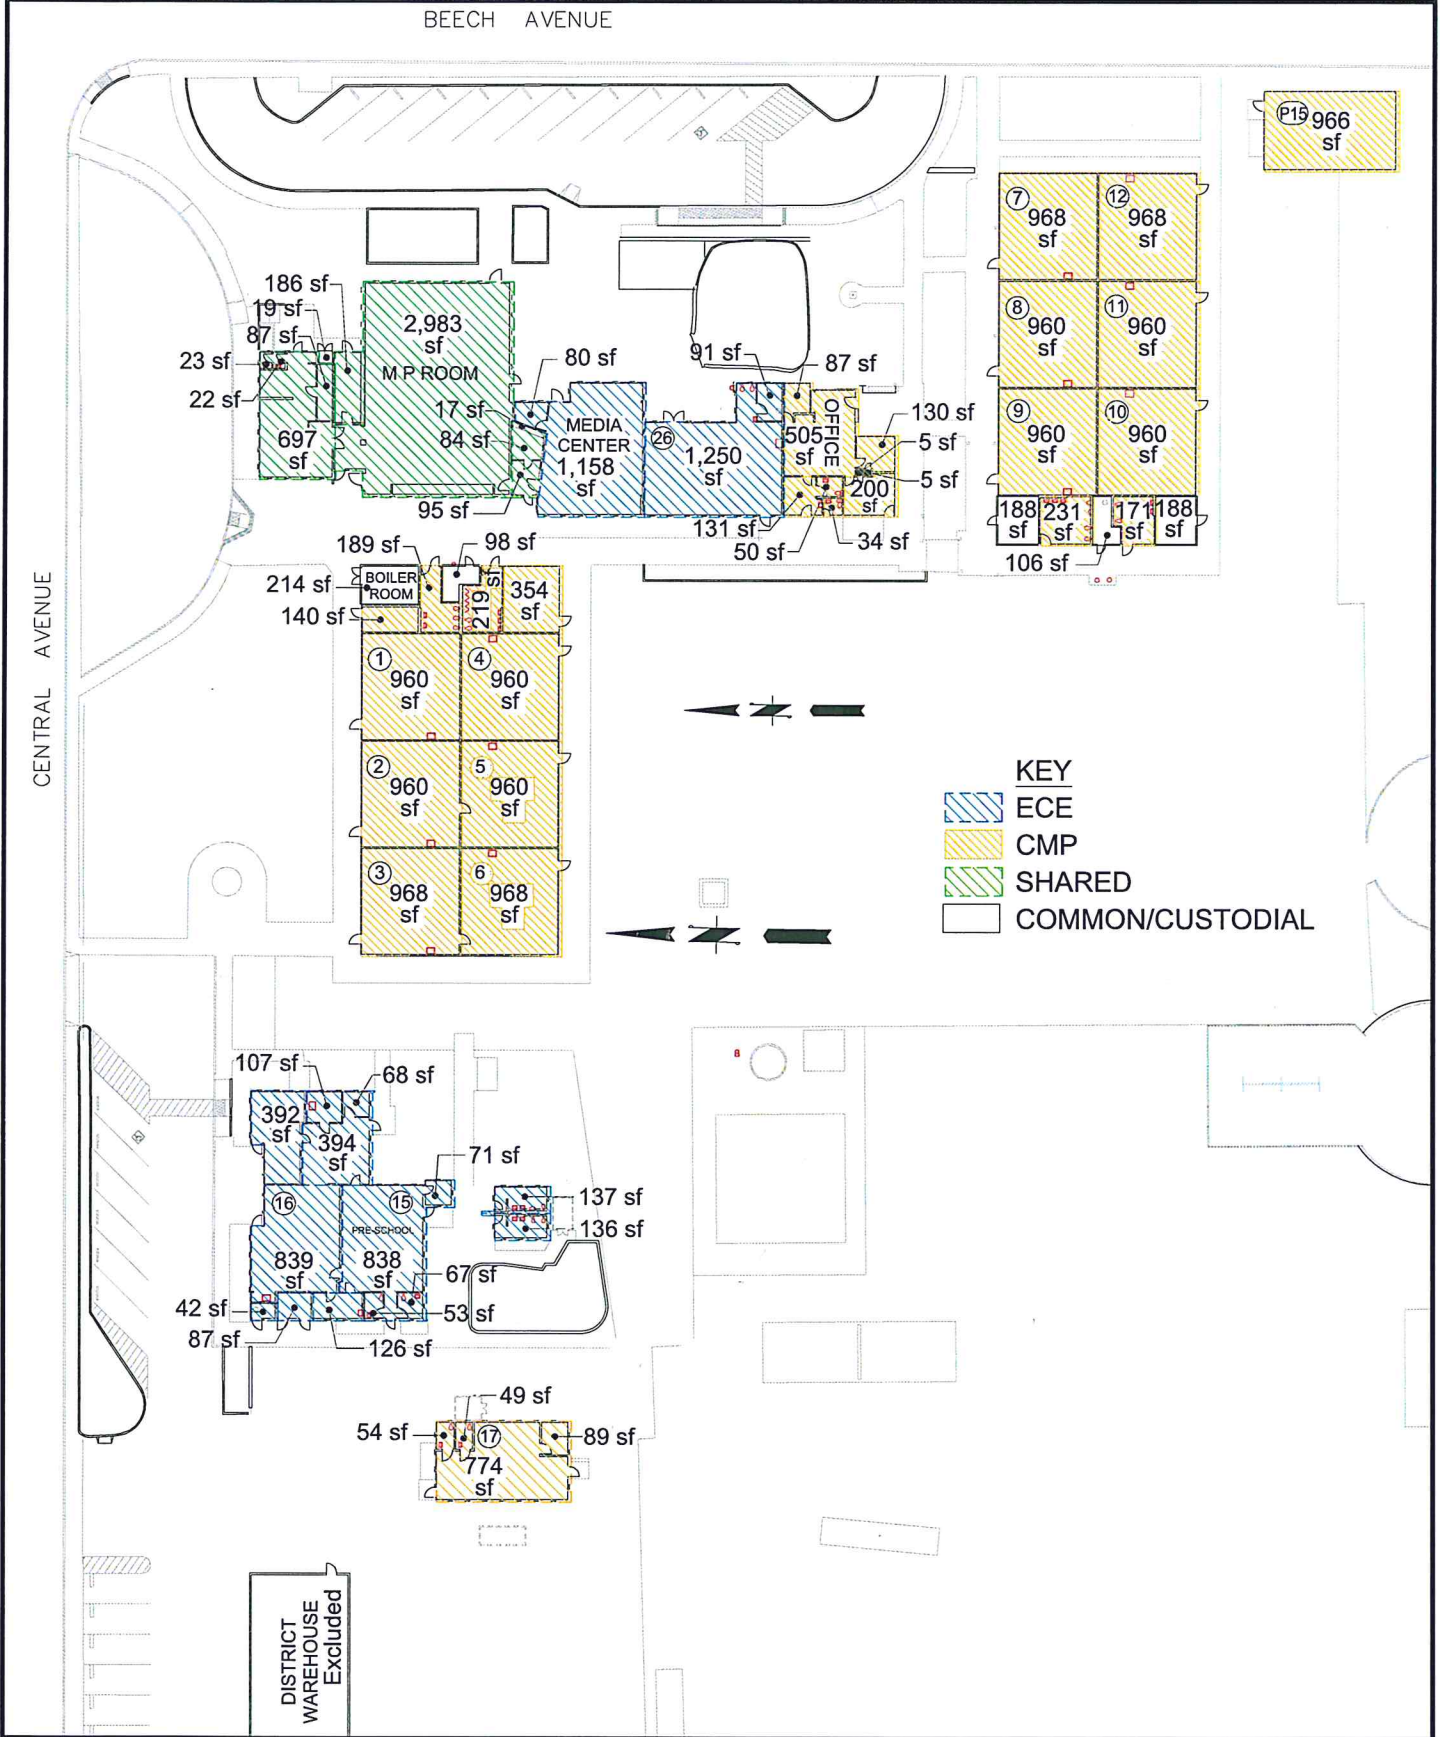 BEECH AVENUE
CENTRAL AVENUE
P15
966
sf
7
968
sf
12
968
sf
8
960
sf
11
960
sf
9
960
sf
10
960
sf
188
sf
231
sf
171
sf
188
sf
106 sf
186 sf
19 sf
87 sf
23 sf
22 sf
697
sf
2,983
sf
M P ROOM
80 sf
17 sf
84 sf
95 sf
MEDIA
CENTER
1,158
sf
26
1,250
sf
91 sf
87 sf
OFFICE
505
sf
130 sf
5 sf
5 sf
200
sf
131 sf
50 sf
34 sf
189 sf
98 sf
214 sf
BOILER
ROOM
140 sf
219 sf
354
sf
1
960
sf
4
960
sf
2
960
sf
5
960
sf
3
968
sf
6
968
sf
KEY
ECE
CMP
SHARED
COMMON/CUSTODIAL
107 sf
68 sf
392
sf
394
sf
71 sf
16
839
sf
15
PRE-SCHOOL
838
sf
137 sf
136 sf
67 sf
42 sf
87 sf
126 sf
53 sf
49 sf
54 sf
17
774
sf
89 sf
DISTRICT
WAREHOUSE
Excluded